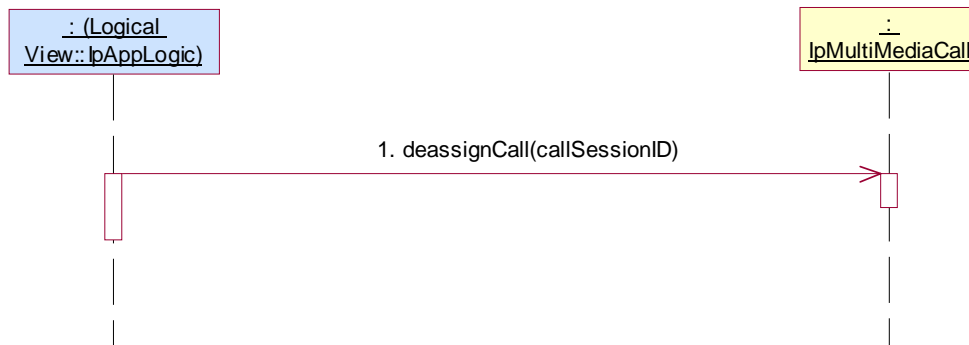 : (Logical
View::IpAppLogic)
:
IpMultiMediaCall
1. deassignCall(callSessionID)